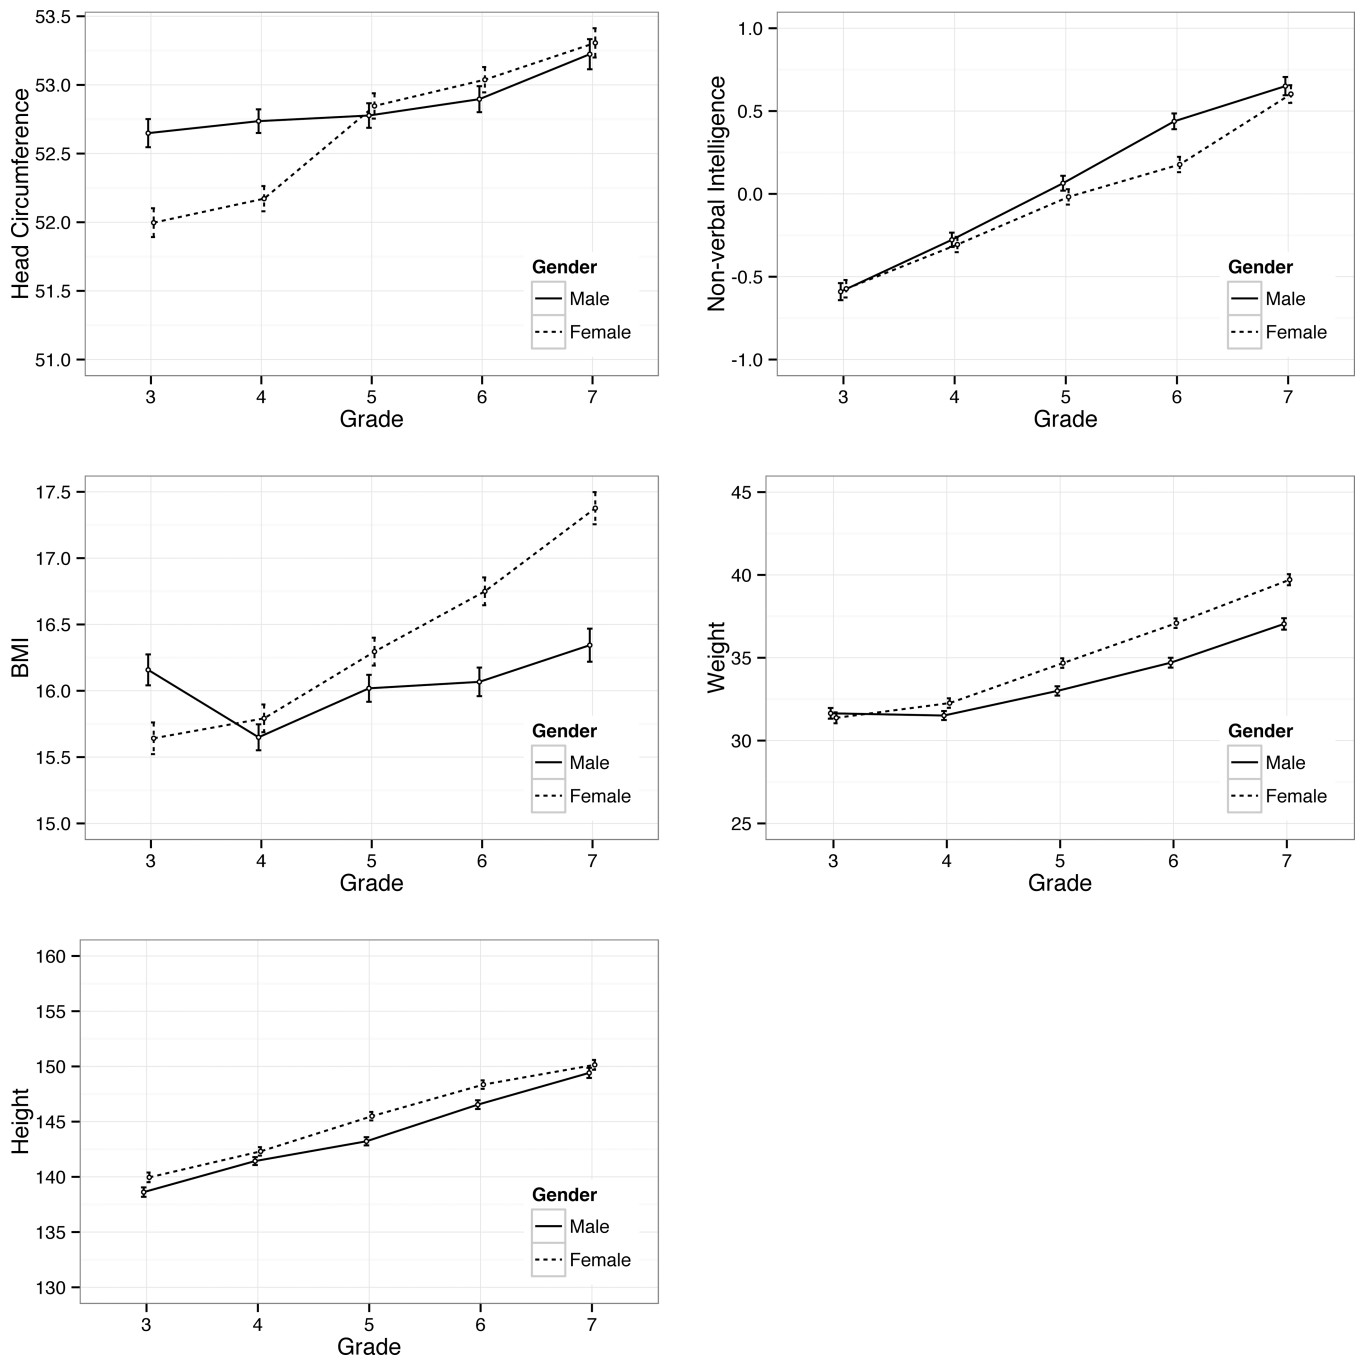 Head Circumference
53.5
53.0
52.5
52.0
51.5
51.0
3 4 5 6 7
Grade
Gender
Male
Female
Non-verbal Intelligence
1.0
0.5
0.0
-0.5
-1.0
3 4 5 6 7
Grade
Gender
Male
Female
BMI
17.5
17.0
16.5
16.0
15.5
15.0
3 4 5 6 7
Grade
Gender
Male
Female
Weight
45
40
35
30
25
3 4 5 6 7
Grade
Gender
Male
Female
Height
160
155
150
145
140
135
130
3 4 5 6 7
Grade
Gender
Male
Female